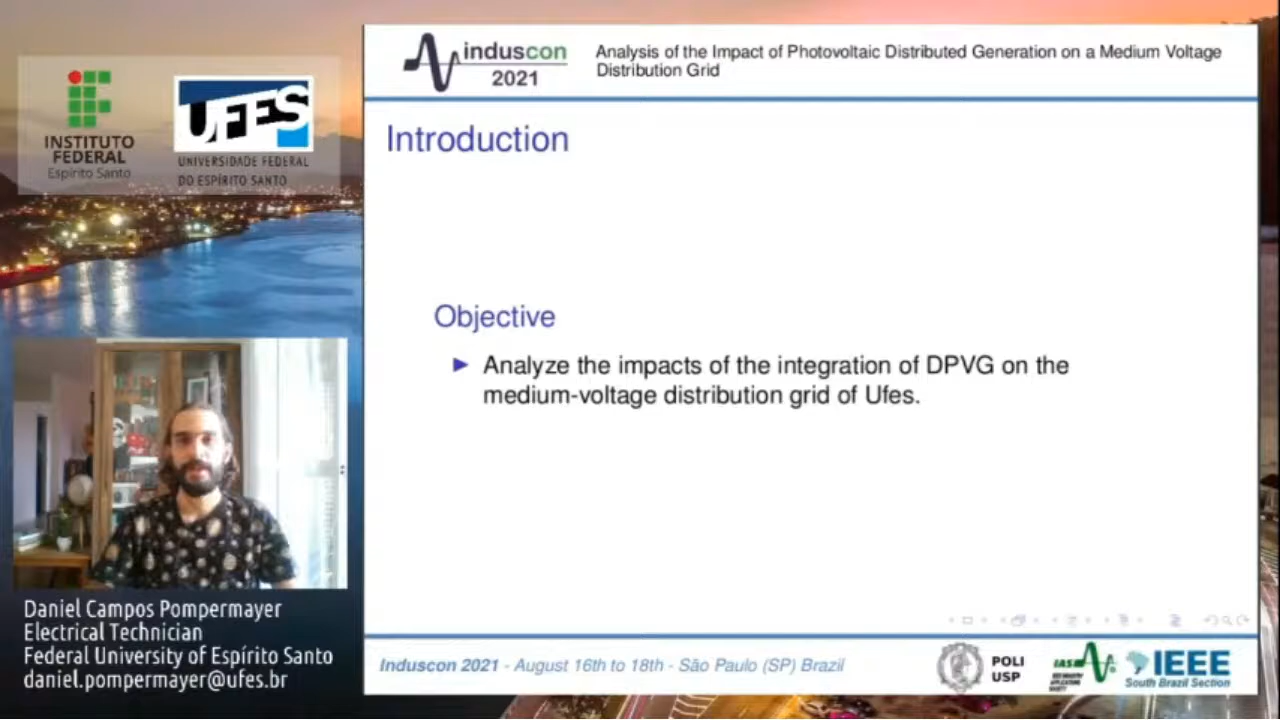 INSTITUTO
FEDERAL
Espírito Santo
UFES
UNIVERSIDADE FEDERAL
DO ESPÍRITO SANTO
Daniel Campos Pompermayer
Electrical Technician
Federal University of Espírito Santo
daniel.pompermayer@ufes.br
induscon
2021
Analysis of the Impact of Photovoltaic Distributed Generation on a Medium Voltage
Distribution Grid
Introduction
Objective
Analyze the impacts of the integration of DPVG on the
medium-voltage distribution grid of Ufes.
Induscon 2021 - August 16th to 18th - São Paulo (SP) Brazil
POLI
USP
IAS
IEEE
South Brazil Section